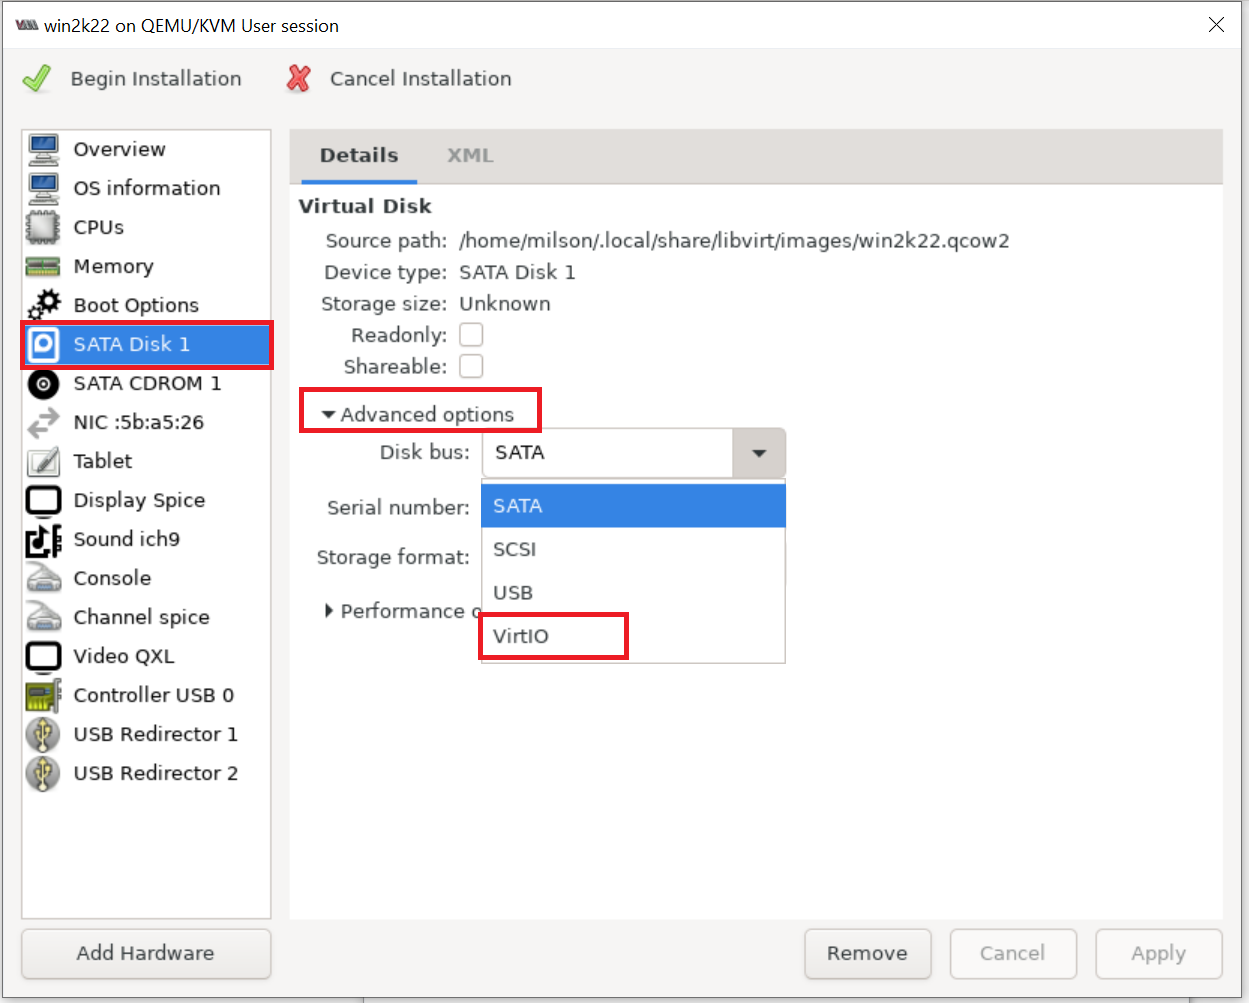 win2k22 on QEMU/KVM User session
Begin Installation
Cancel Installation
Overview
OS information
CPUs
Memory
Boot Options
SATA Disk 1
SATA CDROM 1
NIC :5b:a5:26
Tablet
Display Spice
Sound ich9
Console
Channel spice
Video QXL
Controller USB 0
USB Redirector 1
USB Redirector 2
Add Hardware
Details
XML
Virtual Disk
Source path: /home/milson/.local/share/libvirt/images/win2k22.qcow2
Device type: SATA Disk 1
Storage size: Unknown
Readonly:
Shareable:
Advanced options
Disk bus: SATA
Serial number:
Storage format:
Performance o
SATA
SCSI
USB
VirtIO
Remove
Cancel
Apply